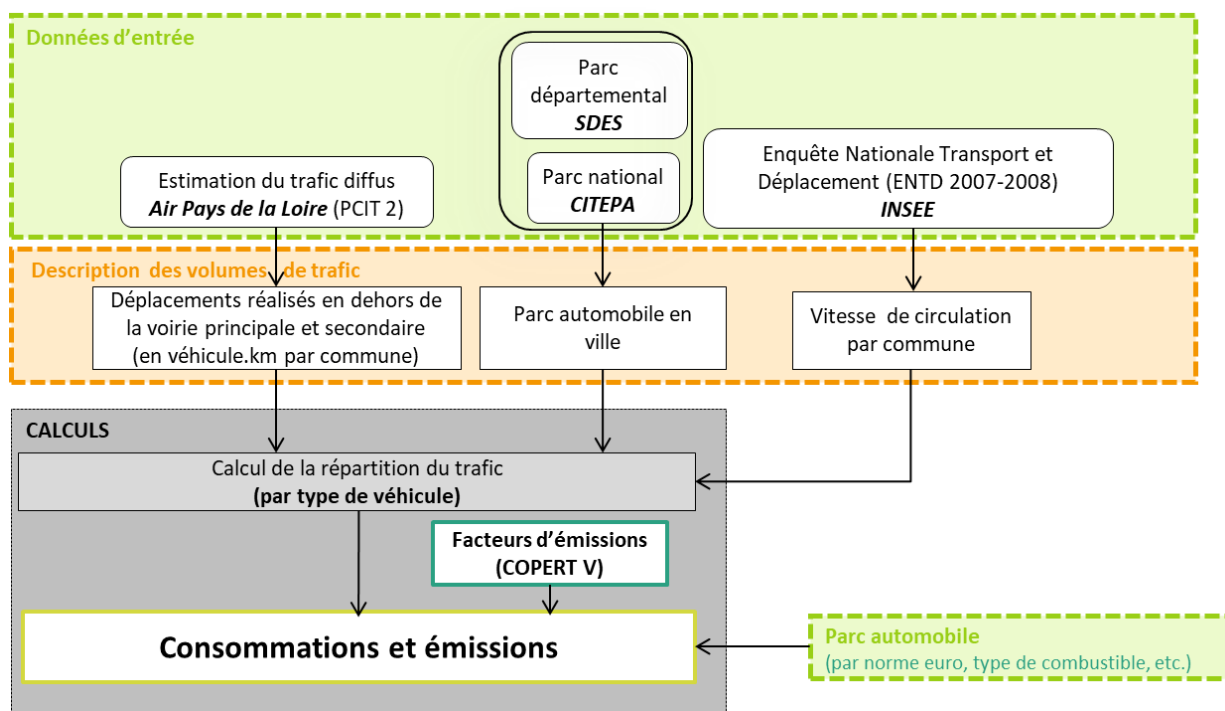 Données d'entrée
Parc
départemental
SDES
Parc national
CITEPA
Estimation du trafic diffus
Air Pays de la Loire (PCIT 2)
Enquête Nationale Transport et
Déplacement (ENTD 2007-2008)
INSEE
Description des volumes de trafic
Déplacements réalisés en dehors de
la voirie principale et secondaire
(en véhicule.km par commune)
Parc automobile en
ville
Vitesse de circulation
par commune
CALCULS
Calcul de la répartition du trafic
(par type de véhicule)
Facteurs d'émissions
(COPERT V)
Consommations et émissions
Parc automobile
(par norme euro, type de combustible, etc.)